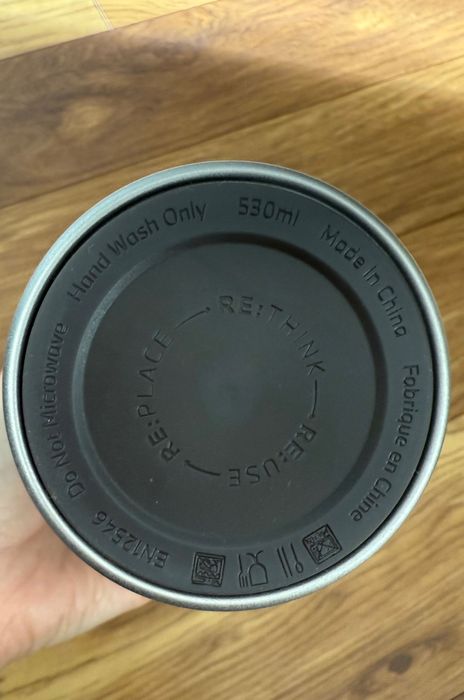 Hand Wash Only
530ml
Made In China
Fabrique en Chine
EN12546
Do Not Microwave
RE:THINK
RE:USE
RE:PLACE